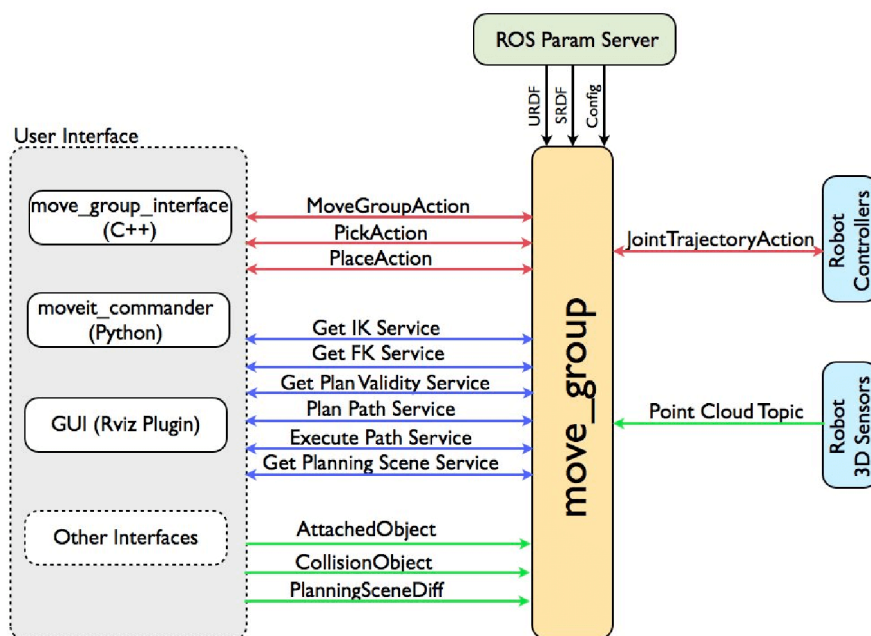 ROS Param Server
URDF
SRDF
Config
User Interface
move_group_interface
(C++)
moveit_commander
(Python)
GUI (Rviz Plugin)
Other Interfaces
MoveGroupAction
PickAction
PlaceAction
Get IK Service
Get FK Service
Get Plan Validity Service
Plan Path Service
Execute Path Service
Get Planning Scene Service
AttachedObject
CollisionObject
PlanningSceneDiff
move_group
JointTrajectoryAction
Point Cloud Topic
Robot
Controllers
Robot
3D Sensors